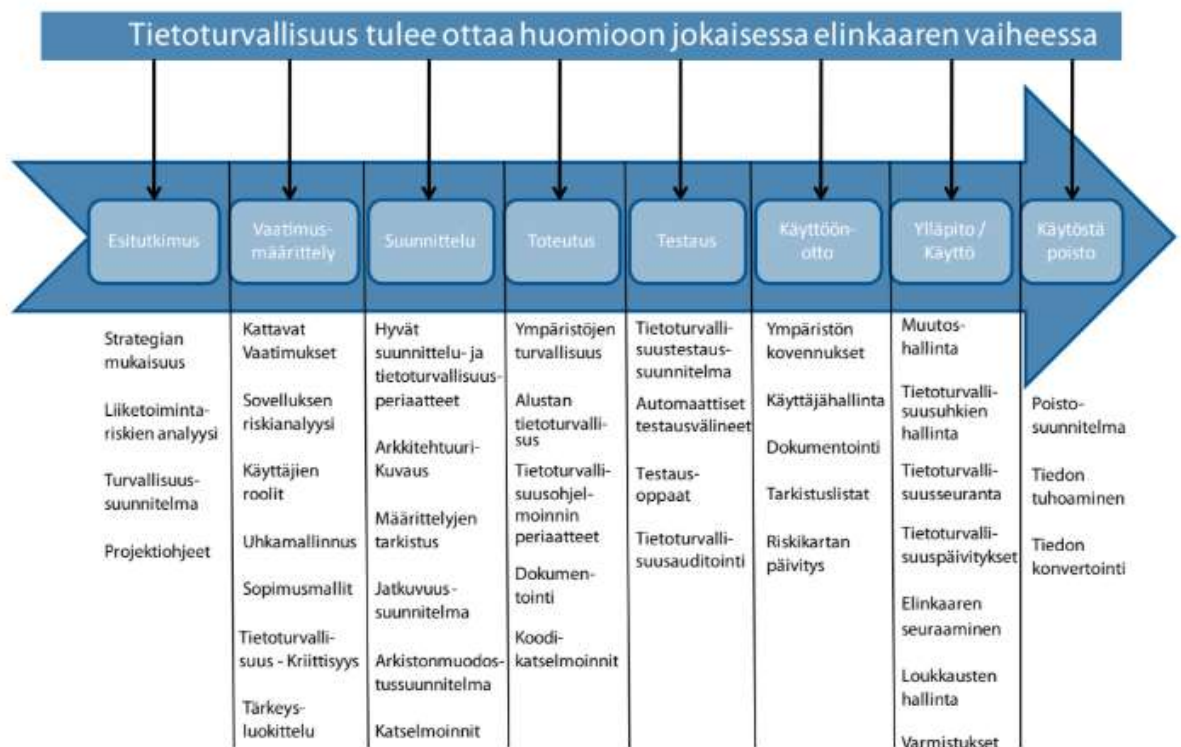 Tietoturvallisuus tulee ottaa huomioon jokaisessa elinkaaren vaiheessa
Esitutkimus
Vaatimus-
määrittely
Suunnittelu
Toteutus
Testaus
Käyttöön-
otto
Ylläpito /
Käyttö
Käytöstä
poisto
Strategian
mukaisuus
Liiketoiminta-
riskien analyysi
Turvallisuus-
suunnitelma
Projektiohjeet
Kattavat
Vaatimukset
Sovelluksen
riskianalyysi
Käyttäjien
roolit
Uhkamallinnus
Sopimusmallit
Tietoturvalli-
suus - Kriittisyys
Tärkeys-
luokittelu
Hyvät
suunnittelu- ja
tietoturvallisuus-
periaatteet
Arkkitehtuuri-
Kuvaus
Määrittelyjen
tarkistus
Jatkuvuus-
suunnitelma
Arkistonmuodos-
tussuunnitelma
Katselmoinnit
Ympäristöjen
turvallisuus
Alustan
tietoturvalli-
sus
Tietoturvalli-
suusohjel-
moinnin
periaatteet
Dokumen-
tointi
Koodi-
katselmoinnit
Tietoturvalli-
suustestaus-
suunnitelma
Automaattiset
testausvälineet
Testaus-
oppaat
Tietoturvalli-
suusauditointi
Ympäristön
kovennukset
Käyttäjähallinta
Dokumentointi
Tarkistuslistat
Riskikartan
päivitys
Muutos-
hallinta
Tietoturvalli-
suusuhkien
hallinta
Tietoturvalli-
suusseuranta
Tietoturvalli-
suuspäivitykset
Elinkaaren
seuraaminen
Loukkausten
hallinta
Varmistukset
Poisto-
suunnitelma
Tiedon
tuhoaminen
Tiedon
konvertointi